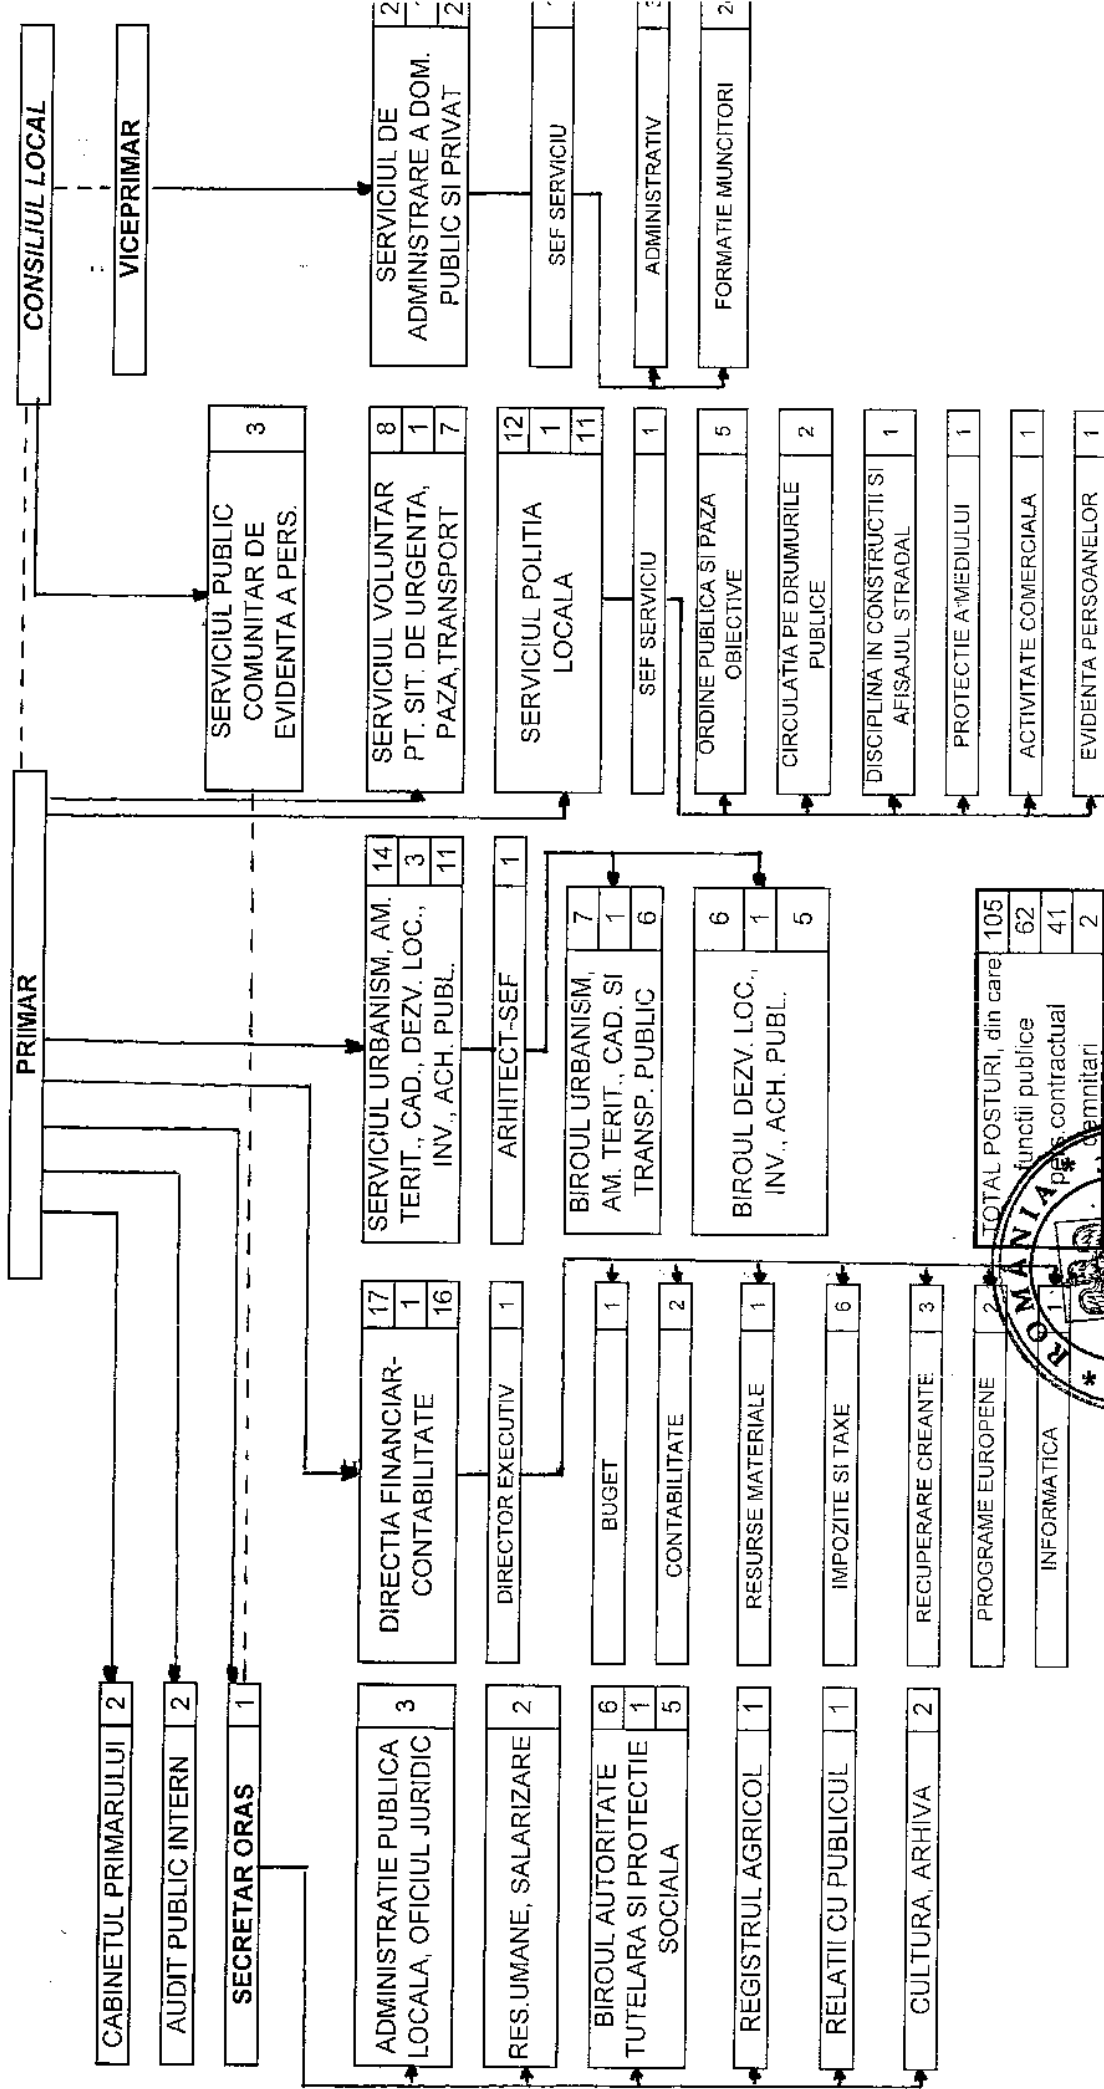 CONSILIUL LOCAL
PRIMAR
VICEPRIMAR
CABINETUL PRIMARULUI 2
AUDIT PUBLIC INTERN 2
SECRETAR ORAS 1
ADMINISTRATIE PUBLICA
LOCALA, OFICIUL JURIDIC
3
RES.UMANE, SALARIZARE 2
BIROUL AUTORITATE
TUTELARA SI PROTECTIE
SOCIALA
6
1
5
REGISTRUL AGRICOL 1
RELATII CU PUBLICUL 1
CULTURA, ARHIVA 2
DIRECTIA FINANCIAR-
CONTABILITATE
17
1
16
DIRECTOR EXECUTIV 1
BUGET 1
CONTABILITATE 2
RESURSE MATERIALE 1
IMPOZITE SI TAXE 6
RECUPERARE CREANTE 3
PROGRAME EUROPENE 2
INFORMATICA 1
SERVICIUL URBANISM, AM.
TERIT., CAD., DEZV. LOC.,
INV., ACH. PUBL.
14
3
11
ARHITECT-SEF 1
BIROUL URBANISM,
AM. TERIT., CAD. SI
TRANSP. PUBLIC
7
1
6
BIROUL DEZV. LOC.,
INV., ACH. PUBL.
6
1
5
TOTAL POSTURI, din care 105
functii publice 62
pers.contractual 41
demnitari 2
ROMANIA
SERVICIUL PUBLIC
COMUNITAR DE
EVIDENTA A PERS.
3
SERVICIUL VOLUNTAR
PT. SIT. DE URGENTA,
PAZA, TRANSPORT
8
1
7
SERVICIUL POLITIA
LOCALA
12
1
11
SEF SERVICIU 1
ORDINE PUBLICA SI PAZA
OBIECTIVE
5
CIRCULATIA PE DRUMURILE
PUBLICE
2
DISCIPLINA IN CONSTRUCTII SI
AFISAJUL STRADAL
1
PROTECTIE A MEDIULUI 1
ACTIVITATE COMERCIALA 1
EVIDENTA PERSOANELOR 1
SERVICIUL DE
ADMINISTRARE A DOM.
PUBLIC SI PRIVAT
SEF SERVICIU
ADMINISTRATIV
FORMATIE MUNCITORI